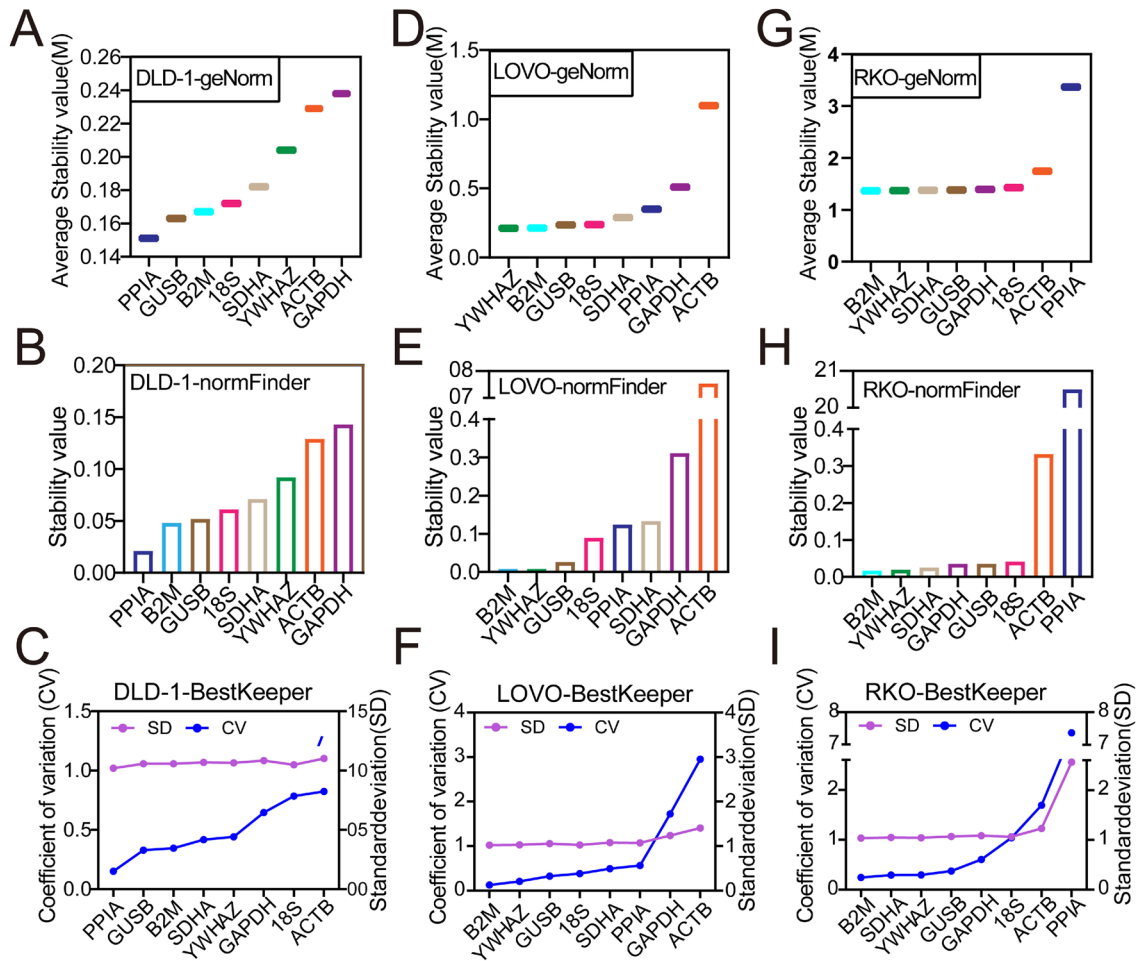 A
Average Stability value(M)
0.26
0.24
0.22
0.20
0.18
0.16
0.14
DLD-1-geNorm
PPIA
GUSB
B2M
18S
SDHA
YWHAZ
ACTB
GAPDH
D
Average Stability value(M)
1.5
1.0
0.5
0.0
LOVO-geNorm
YWHAZ
B2M
GUSB
18S
SDHA
PPIA
GAPDH
ACTB
G
Average Stability value(M)
4
3
2
1
0
RKO-geNorm
B2M
YWHAZ
SDHA
GUSB
GAPDH
18S
ACTB
PPIA
B
Stability value
0.20
0.15
0.10
0.05
0.00
DLD-1-normFinder
PPIA
B2M
GUSB
18S
SDHA
YWHAZ
ACTB
GAPDH
E
Stability value
08
07
0.4
0.3
0.2
0.1
0.0
LOVO-normFinder
B2M
YWHAZ
GUSB
18S
PPIA
SDHA
GAPDH
ACTB
H
Stability value
21
20
0.4
0.3
0.2
0.1
0.0
RKO-normFinder
B2M
YWHAZ
SDHA
GAPDH
GUSB
18S
ACTB
PPIA
C
DLD-1-BestKeeper
Coefficient of variation (CV)
1.5
1.0
0.5
0.0
SD
CV
15
10
05
00
Standarddeviation(SD)
PPIA
GUSB
B2M
SDHA
YWHAZ
GAPDH
18S
ACTB
F
LOVO-BestKeeper
Coefficient of variation (CV)
4
3
2
1
0
SD
CV
4
3
2
1
0
Standarddeviation(SD)
B2M
YWHAZ
GUSB
18S
SDHA
PPIA
GAPDH
ACTB
I
RKO-BestKeeper
Coefficient of variation (CV)
8
7
2
1
0
SD
CV
8
7
2
1
0
Standarddeviation(SD)
B2M
SDHA
YWHAZ
GUSB
GAPDH
18S
ACTB
PPIA